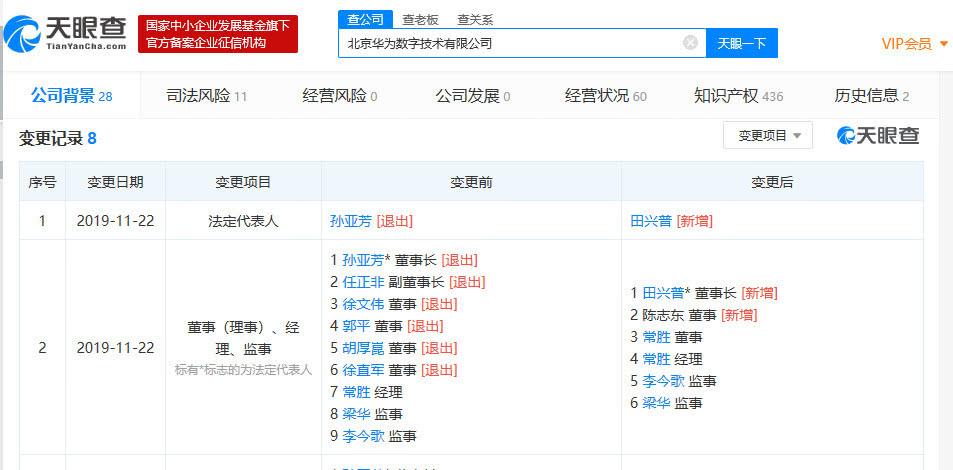 天眼查
TianYanCha.com
国家中小企业发展基金旗下
官方备案企业征信机构
查公司 查老板 查关系
北京华为数字技术有限公司
天眼一下
VIP会员
公司背景 28 司法风险 11 经营风险 0 公司发展 0 经营状况 60 知识产权 436 历史信息 2
变更记录 8
变更项目
天眼查
序号 变更日期 变更项目 变更前 变更后
1 2019-11-22 法定代表人 孙亚芳 [退出] 田兴普 [新增]
2 2019-11-22
董事（理事）、经
理、监事
标有*标志的为法定代表人
1 孙亚芳* 董事长 [退出]
2 任正非 副董事长 [退出]
3 徐文伟 董事 [退出]
4 郭平 董事 [退出]
5 胡厚崑 董事 [退出]
6 徐直军 董事 [退出]
7 常胜 经理
8 梁华 监事
9 李今歌 监事
1 田兴普* 董事长 [新增]
2 陈志东 董事 [新增]
3 常胜 董事
4 常胜 经理
5 李今歌 监事
6 梁华 监事